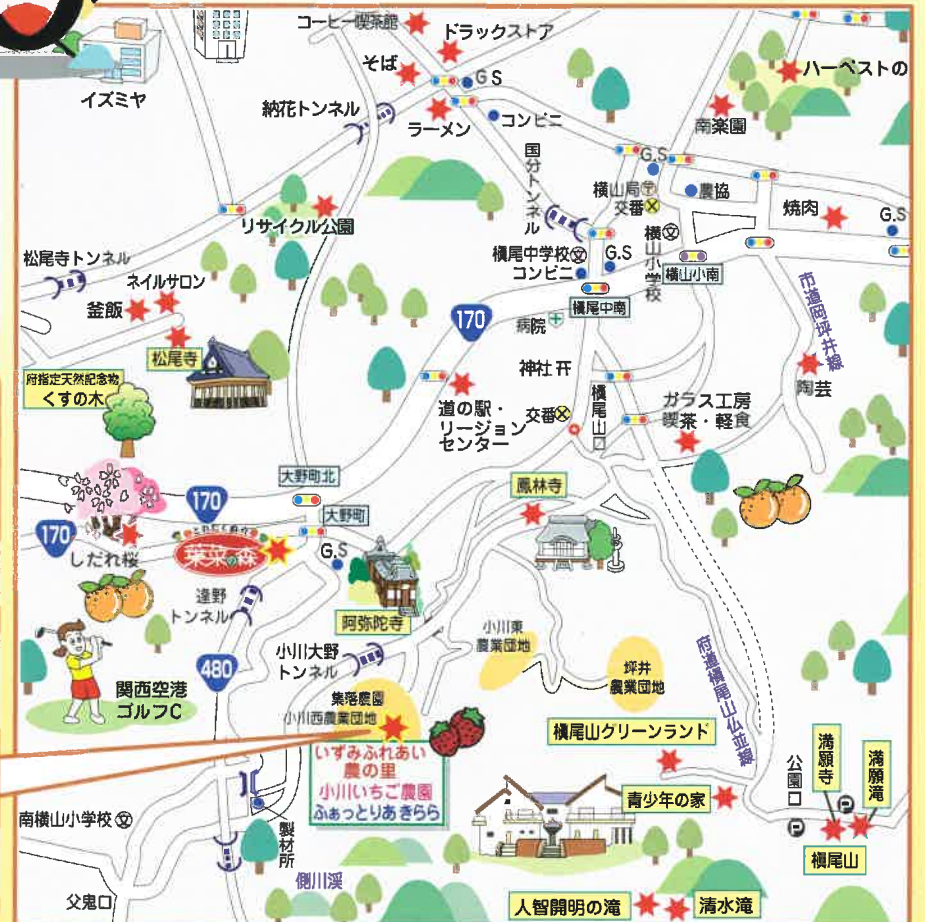 コーヒー喫茶館
ドラックストア
そば
G S
イズミヤ
納花トンネル
ラーメン
コンビニ
ハーベストの
南楽園
国分トンネル
G.S
横山局
交番
農協
焼肉
G.S
リサイクル公園
槇尾中学校
文
G.S
コンビニ
横山小学校
文
横山小南
松尾寺トンネル
ネイルサロン
釜飯
松尾寺
170
病院
槇尾中南
市道岡坪井線
府指定天然記念物
くすの木
神社
道の駅・
リージョン
センター
交番
槇尾山口
ガラス工房
喫茶・軽食
陶芸
大野町北
170
大野町
鳳林寺
170
しだれ桜
とれたて産直
葉菜の森
G.S
逢野
トンネル
阿弥陀寺
480
小川大野
トンネル
小川東
農業団地
坪井
農業団地
府道槇尾山仏並線
関西空港
ゴルフC
集落農園
小川西農業団地
いずみふれあい
農の里
小川いちご農園
ふぁっとりあきらら
槇尾山グリーンランド
青少年の家
公園口
P
満願寺
P
満願滝
槇尾山
南横山小学校
文
製材所
側川渓
父鬼口
人智開明の滝
清水滝